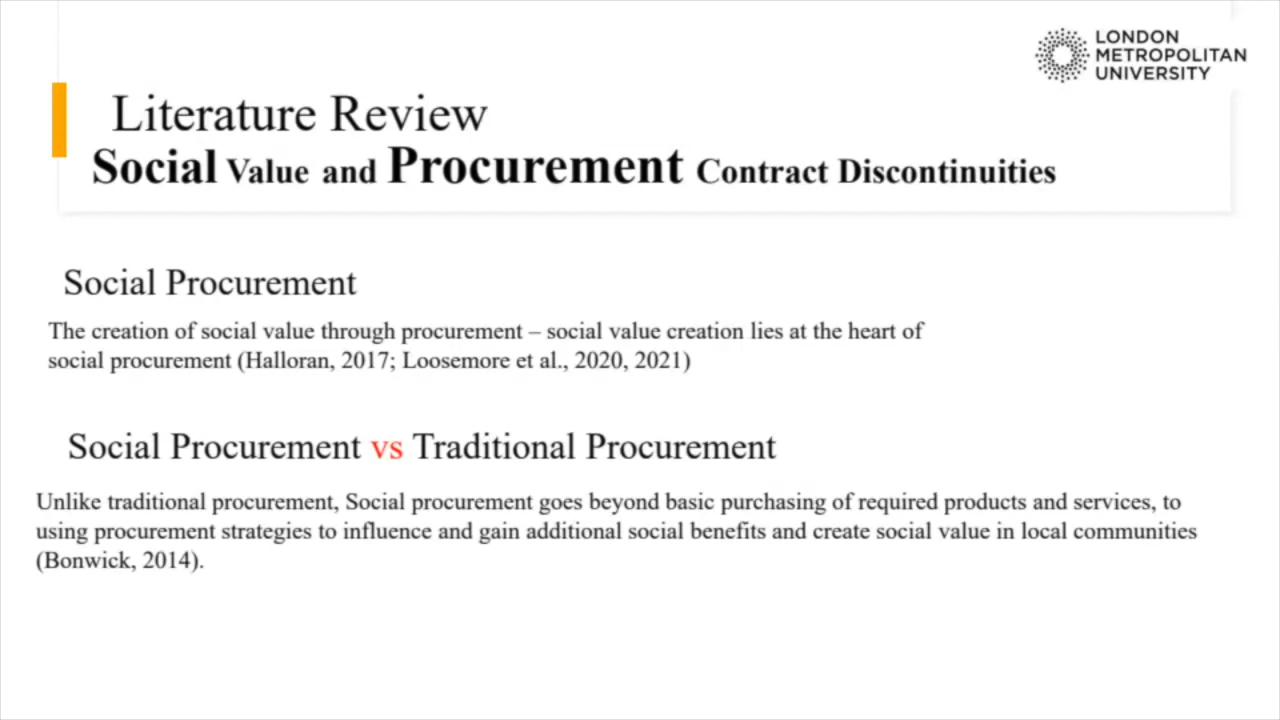 LONDON
METROPOLITAN
UNIVERSITY
Literature Review
Social Value and Procurement Contract Discontinuities
Social Procurement
The creation of social value through procurement – social value creation lies at the heart of
social procurement (Halloran, 2017; Loosemore et al., 2020, 2021)
Social Procurement vs Traditional Procurement
Unlike traditional procurement, Social procurement goes beyond basic purchasing of required products and services, to
using procurement strategies to influence and gain additional social benefits and create social value in local communities
(Bonwick, 2014).